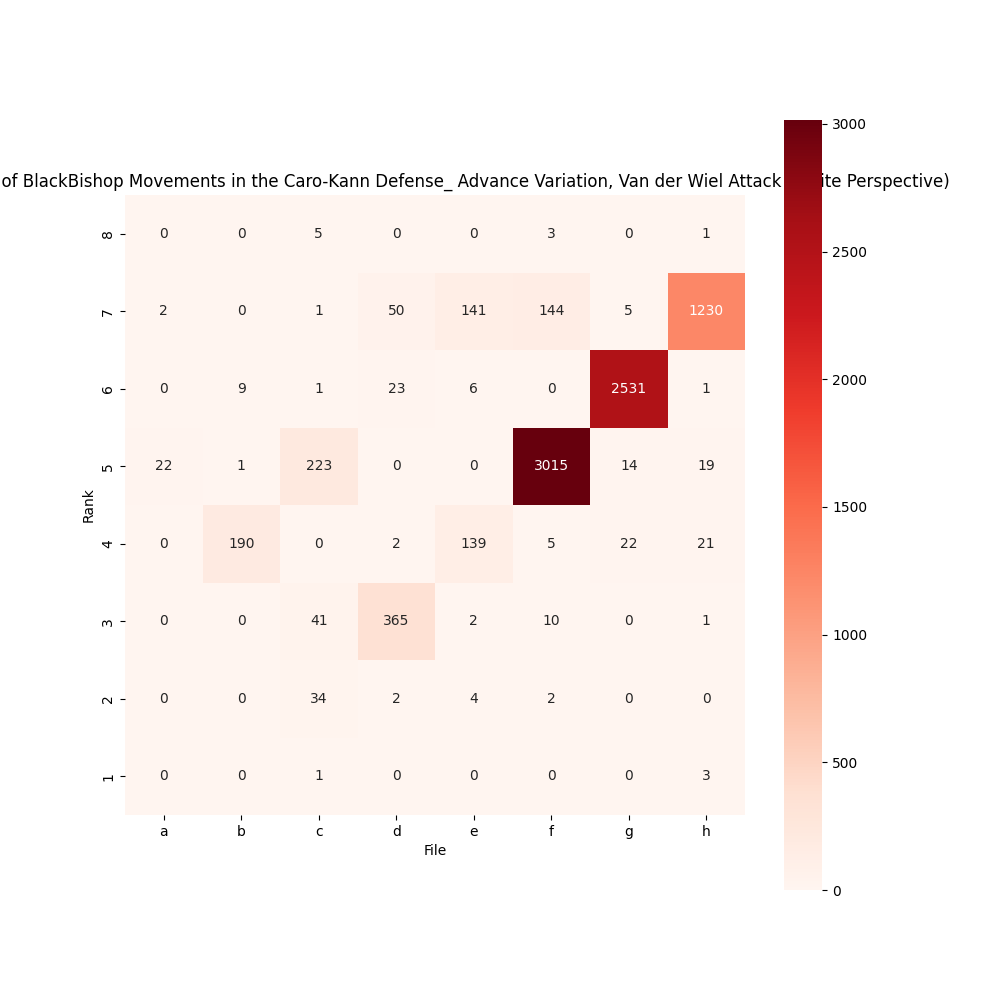 of BlackBishop Movements in the Caro-Kann Defense_ Advance Variation, Van der Wiel Attack ite Perspective)
8 0 0 5 0 0 3 0 1
7 2 0 1 50 141 144 5 1230
6 0 9 1 23 6 0 2531 1
5 22 1 223 0 0 3015 14 19
4 0 190 0 2 139 5 22 21
3 0 0 41 365 2 10 0 1
2 0 0 34 2 4 2 0 0
1 0 0 1 0 0 0 0 3
a b c d e f g h
Rank
File
3000
2500
2000
1500
1000
500
0